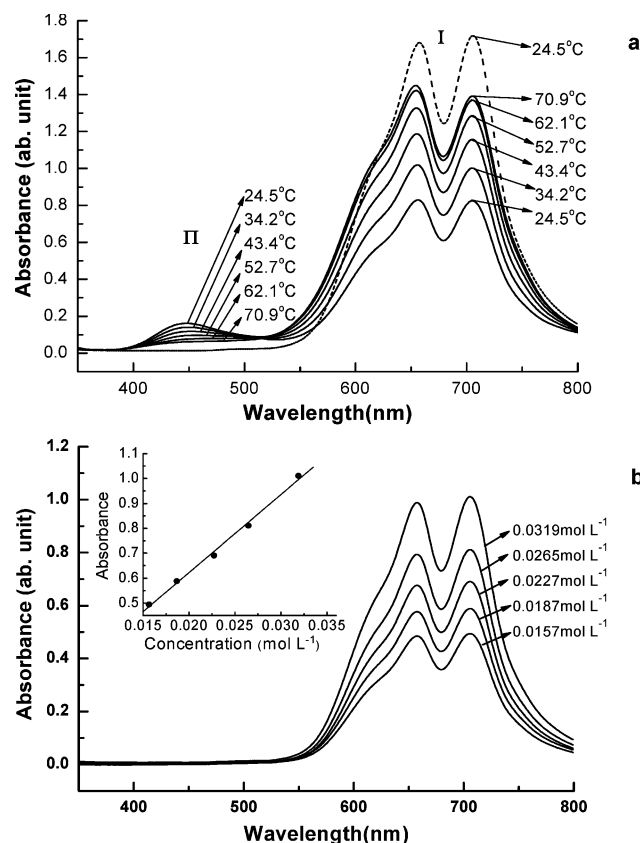 a
I
24.5°C
70.9°C
62.1°C
52.7°C
43.4°C
34.2°C
24.5°C
II
24.5°C
34.2°C
43.4°C
52.7°C
62.1°C
70.9°C
Absorbance (ab. unit)
1.8
1.6
1.4
1.2
1.0
0.8
0.6
0.4
0.2
0.0
400 500 600 700 800
Wavelength(nm)
b
Absorbance (ab. unit)
1.2
1.0
0.8
0.6
0.4
0.2
0.0
Absorbance
1.1
1.0
0.9
0.8
0.7
0.6
0.5
0.015 0.020 0.025 0.030 0.035
Concentration (mol L⁻¹)
0.0319mol L⁻¹
0.0265mol L⁻¹
0.0227mol L⁻¹
0.0187mol L⁻¹
0.0157mol L⁻¹
400 500 600 700 800
Wavelength(nm)